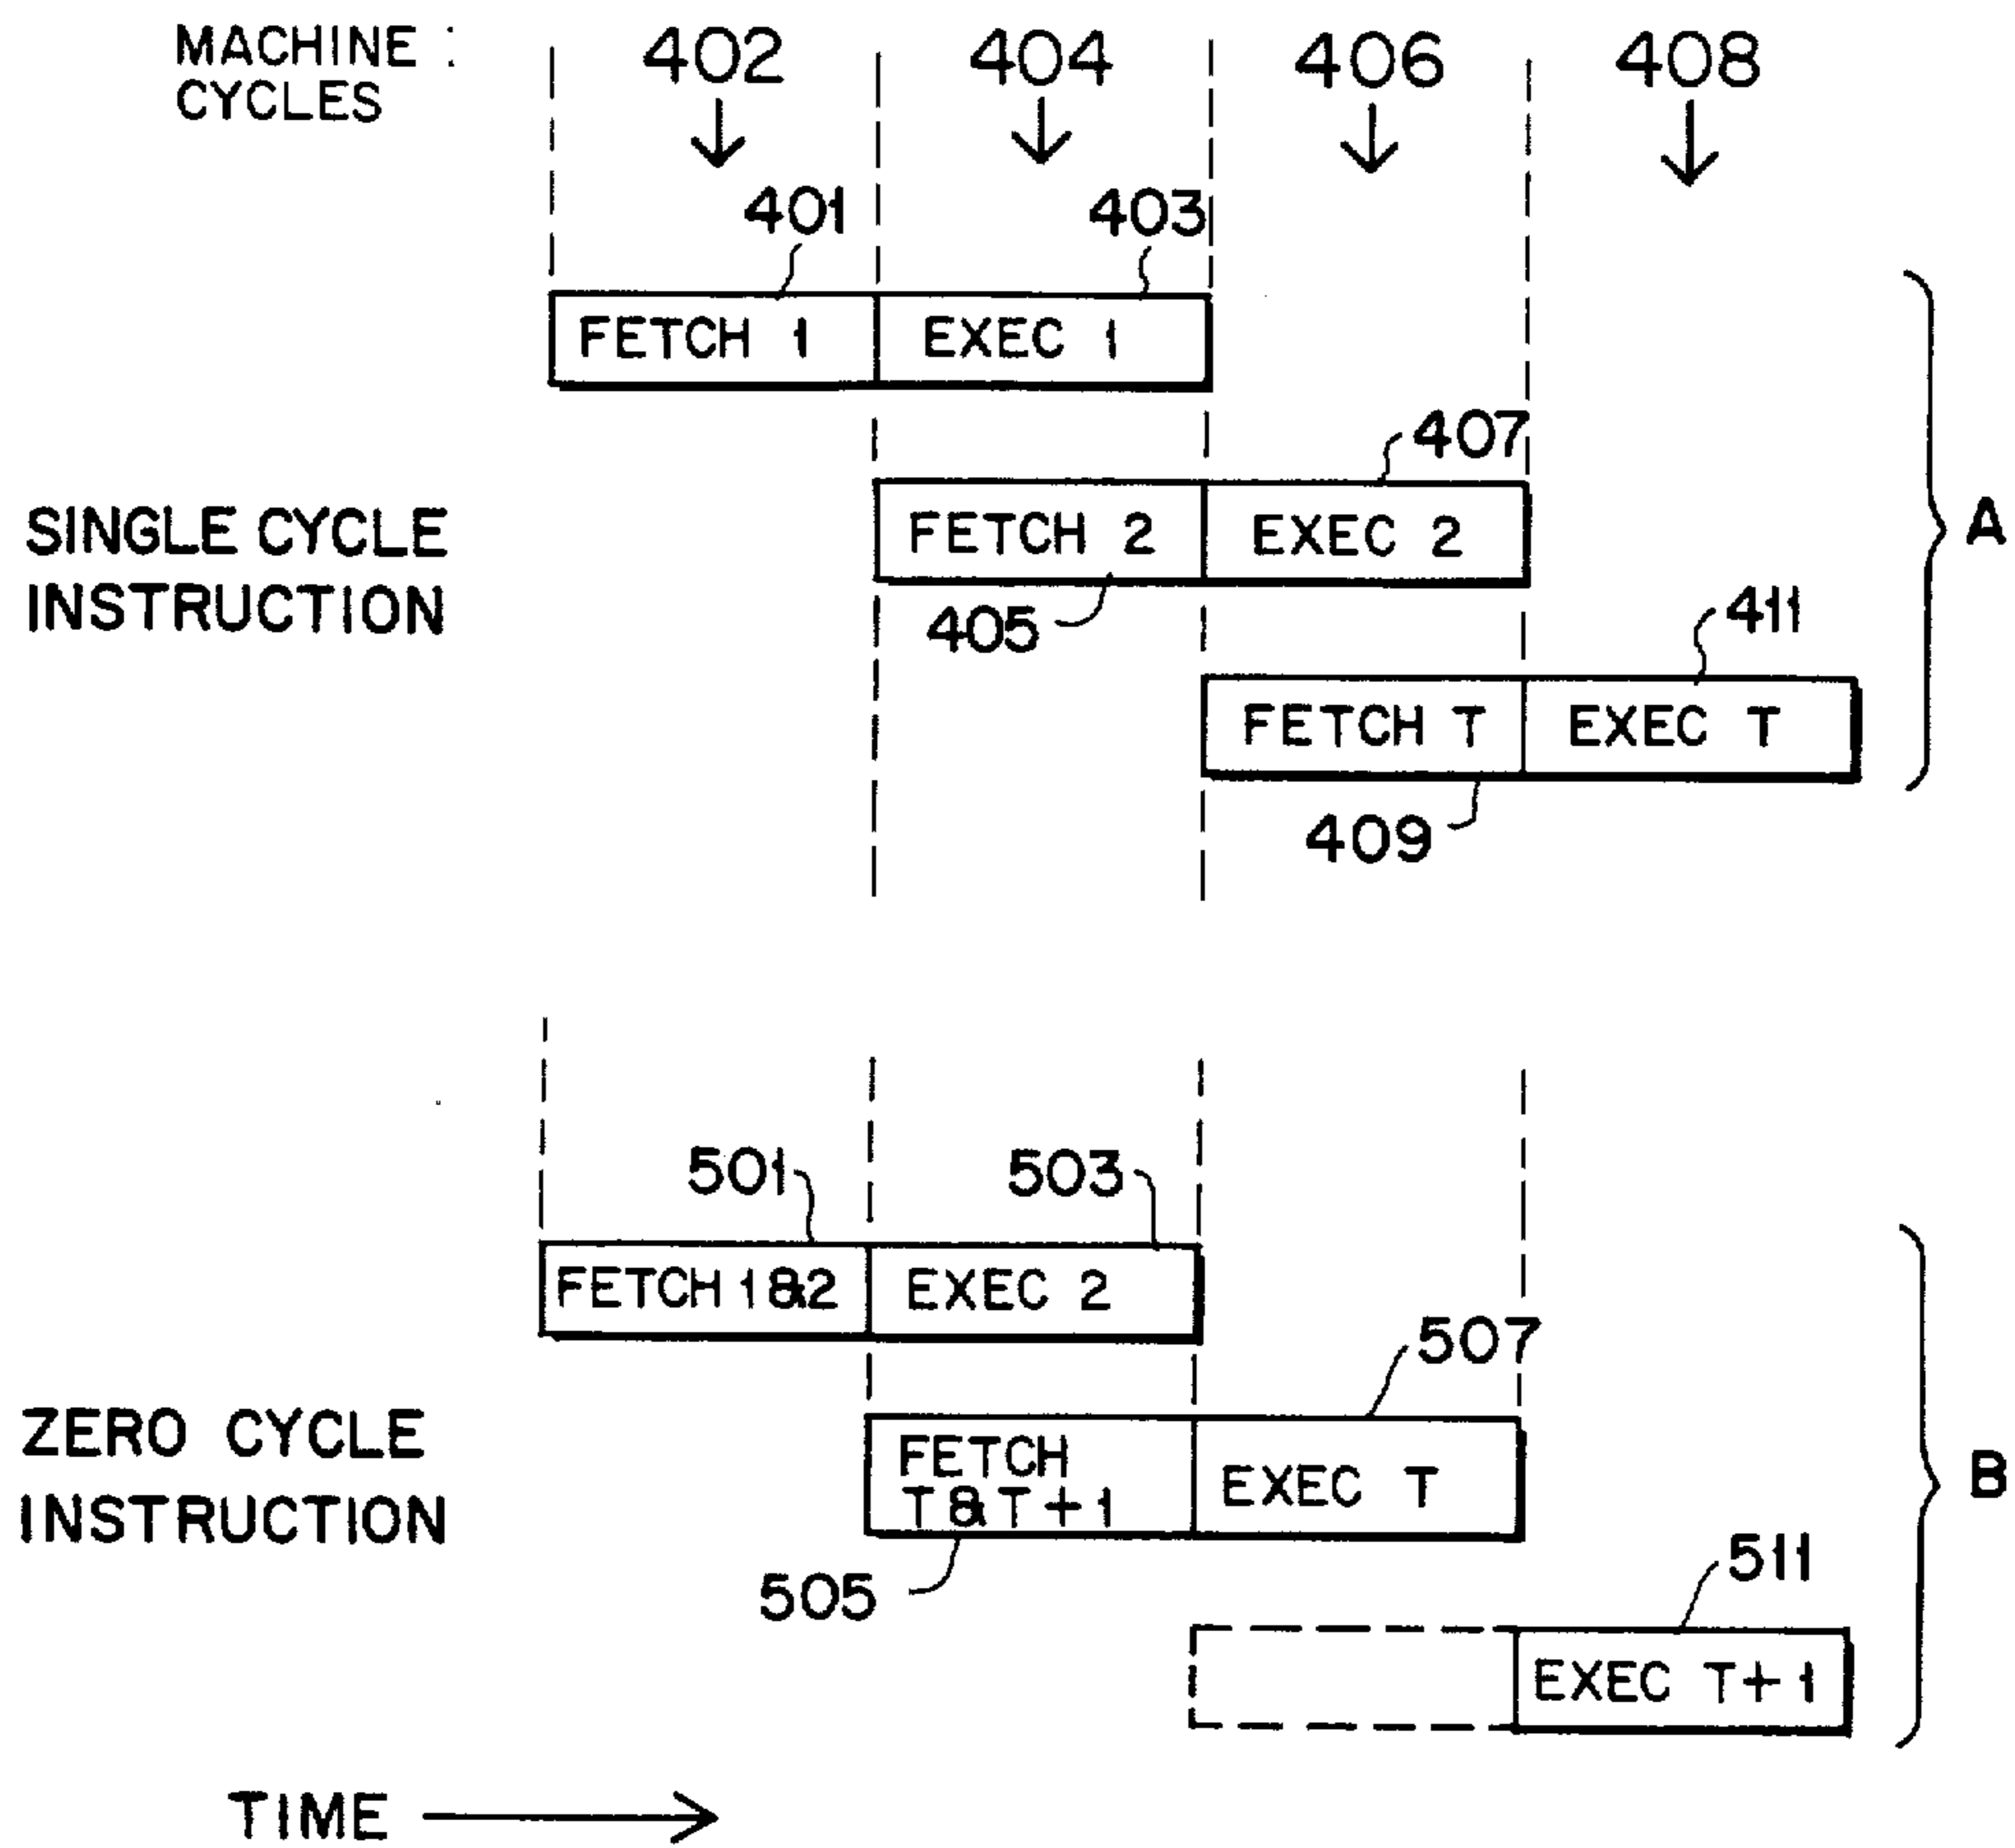 MACHINE :
CYCLES
402
404
406
408
401
403
FETCH 1
EXEC 1
407
SINGLE CYCLE
INSTRUCTION
FETCH 2
EXEC 2
A
405
411
FETCH T
EXEC T
409
501
503
FETCH 1&2
EXEC 2
507
ZERO CYCLE
INSTRUCTION
FETCH
T&T+1
EXEC T
B
505
511
EXEC T+1
TIME